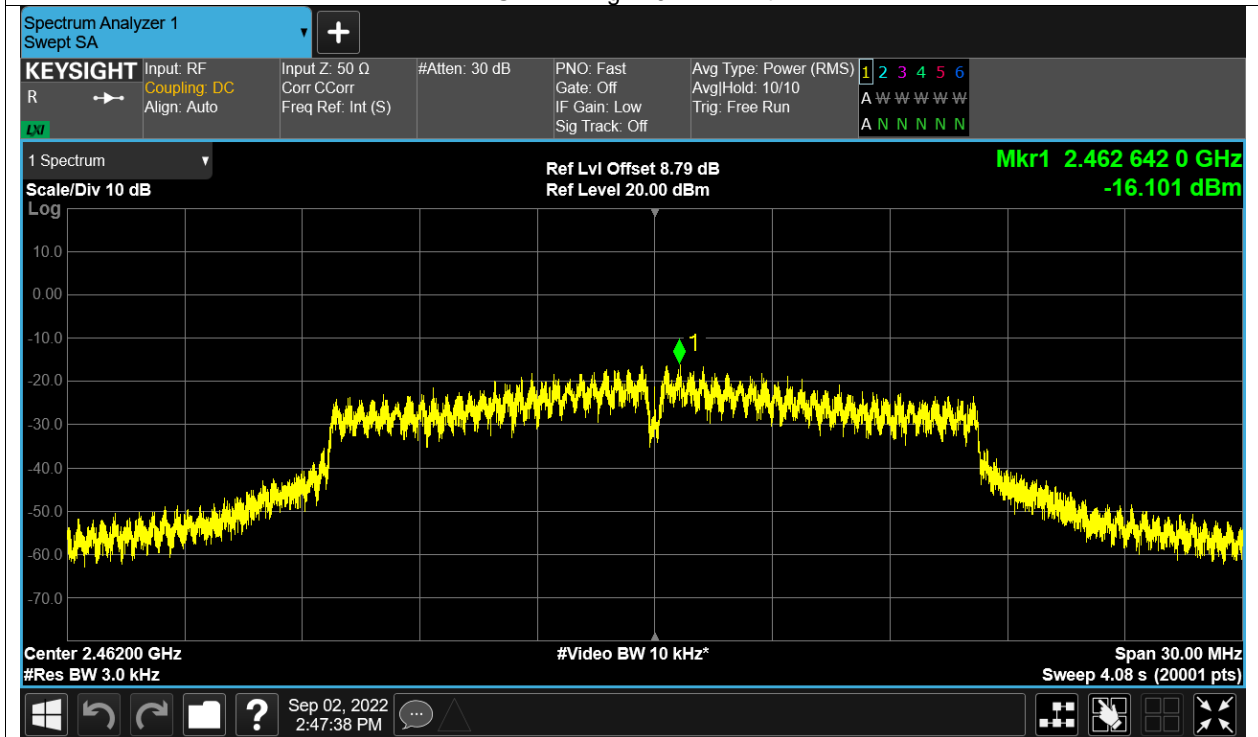 Spectrum Analyzer 1
Swept SA
+
KEYSIGHT Input: RF Input Z: 50 Ω #Atten: 30 dB PNO: Fast Avg Type: Power (RMS) 1 2 3 4 5 6
R Coupling: DC Corr CCorr Gate: Off Avg|Hold: 10/10 A W W W W W
Align: Auto Freq Ref: Int (S) IF Gain: Low Trig: Free Run
LXI Sig Track: Off A N N N N N
1 Spectrum Ref Lvl Offset 8.79 dB Mkr1 2.462 642 0 GHz
Scale/Div 10 dB Ref Level 20.00 dBm -16.101 dBm
Log
10.0
0.00
-10.0
1
-20.0
-30.0
-40.0
-50.0
-60.0
-70.0
Center 2.46200 GHz #Video BW 10 kHz* Span 30.00 MHz
#Res BW 3.0 kHz Sweep 4.08 s (20001 pts)
? Sep 02, 2022
2:47:38 PM